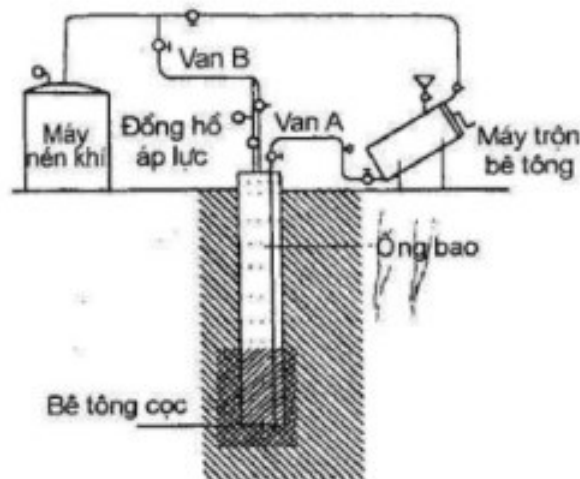 Van B
Máy
nén khí
Đồng hồ
áp lực
Van A
Máy trộn
bê tông
Ống bao
Bê tông cọc